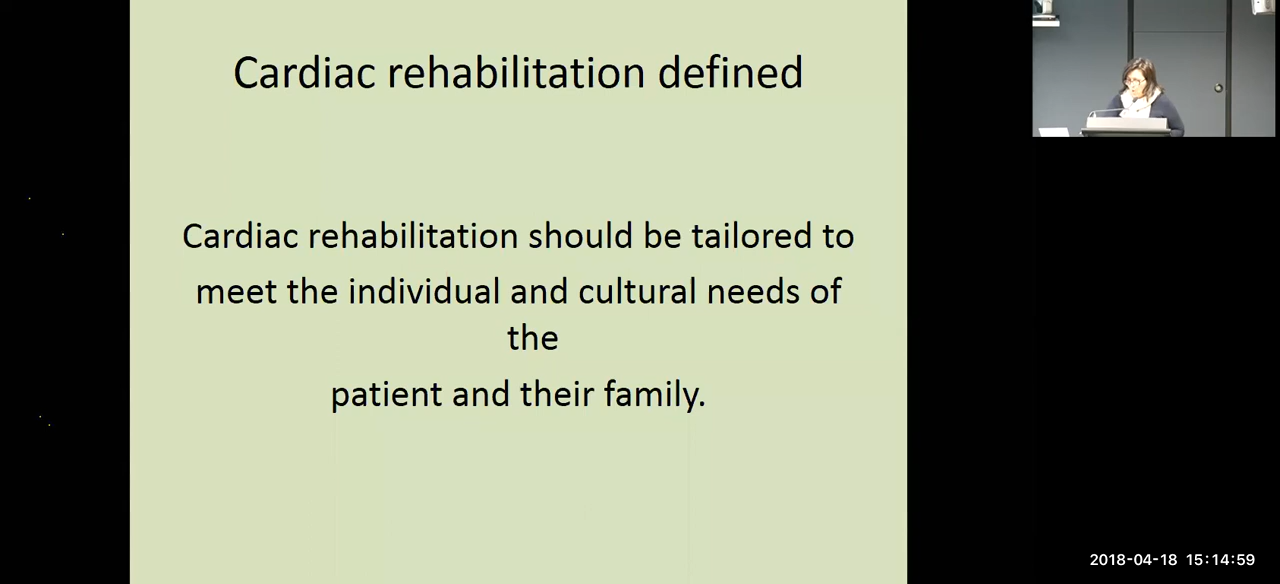 Cardiac rehabilitation defined
Cardiac rehabilitation should be tailored to
meet the individual and cultural needs of
the
patient and their family.
2018-04-18 15:14:59